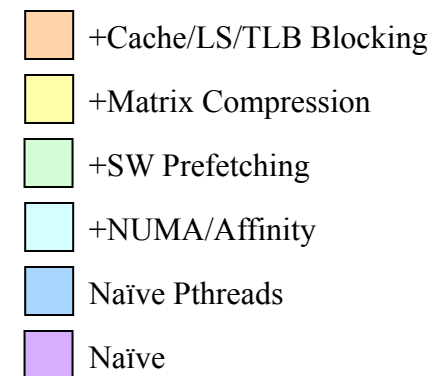 +Cache/LS/TLB Blocking
+Matrix Compression
+SW Prefetching
+NUMA/Affinity
Naïve Pthreads
Naïve